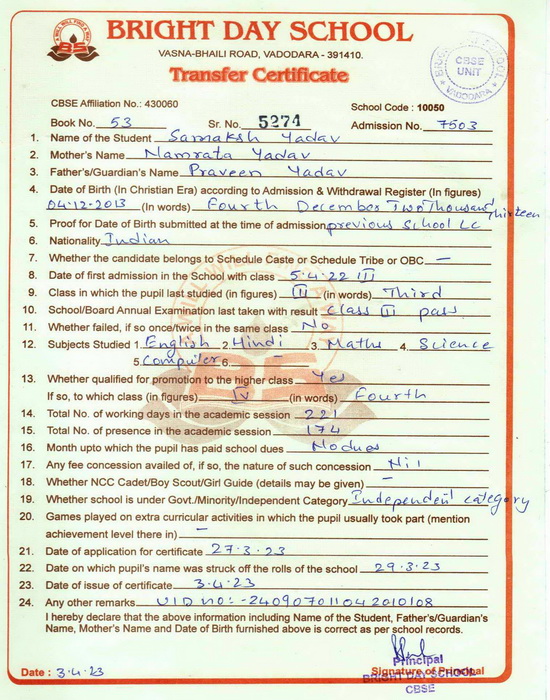 A WILL WILL FIND A WAY
BS
BRIGHT DAY SCHOOL
VASNA-BHAILI ROAD, VADODARA - 391410.
Transfer Certificate
BRIGHT DAY SCHOOL
CBSE
UNIT
VADODARA
CBSE Affiliation No.: 430060
School Code : 10050
Book No. 53 Sr. No. 5274 Admission No. 7503
1. Name of the Student Samaksh Yadav
2. Mother's Name Namrata Yadav
3. Father's/Guardian's Name Praveen Yadav
4. Date of Birth (In Christian Era) according to Admission & Withdrawal Register (In figures)
04.12.2013 (In words) Fourth December Two Thousand Thirteen
5. Proof for Date of Birth submitted at the time of admission previous School LC
6. Nationality Indian
7. Whether the candidate belongs to Schedule Caste or Schedule Tribe or OBC —
8. Date of first admission in the School with class 5.4.22 III
9. Class in which the pupil last studied (in figures) III (in words) Third
10. School/Board Annual Examination last taken with result class III pass
11. Whether failed, if so once/twice in the same class No
12. Subjects Studied 1. English 2. Hindi 3. Maths 4. Science
5. Computer 6. —
13. Whether qualified for promotion to the higher class Yes
If so, to which class (in figures) IV (in words) Fourth
14. Total No. of working days in the academic session 221
15. Total No. of presence in the academic session 174
16. Month upto which the pupil has paid school dues Nodues
17. Any fee concession availed of, if so, the nature of such concession Nil
18. Whether NCC Cadet/Boy Scout/Girl Guide (details may be given) —
19. Whether school is under Govt./Minority/Independent Category Independent category
20. Games played on extra curricular activities in which the pupil usually took part (mention
achievement level there in) —
21. Date of application for certificate 27.3.23
22. Date on which pupil's name was struck off the rolls of the school 29.3.23
23. Date of issue of certificate 3.4.23
24. Any other remarks UID no:- 240907011042010108
I hereby declare that the above information including Name of the Student, Father's/Guardian's
Name, Mother's Name and Date of Birth furnished above is correct as per school records.
Principal
Date : 3.4.23 Signature of Principal
BRIGHT DAY SCHOOL
CBSE